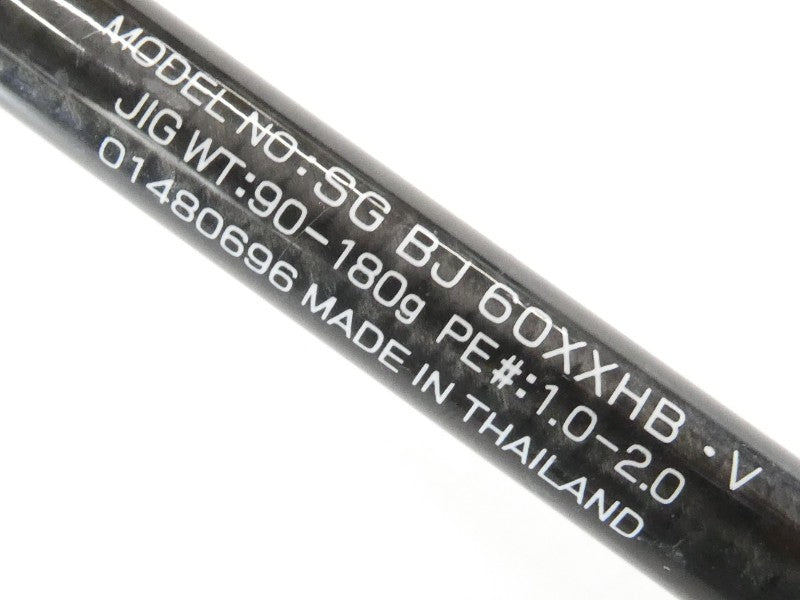 MODEL NO.: SG BJ 60XXHB・V
JIG WT:90-180g PE#:1.0-2.0
01480696 MADE IN THAILAND